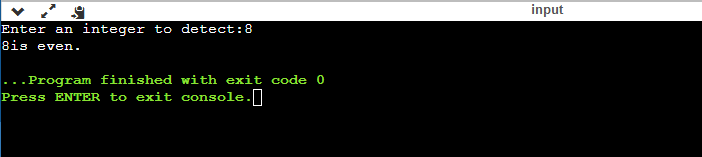 input
Enter an integer to detect:8
8is even.
...Program finished with exit code 0
Press ENTER to exit console.